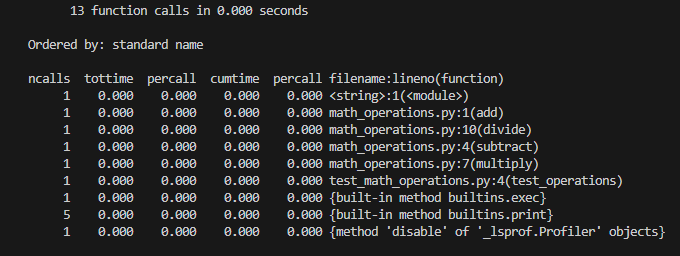 13 function calls in 0.000 seconds
Ordered by: standard name
ncalls tottime percall cumtime percall filename:lineno(function)
1 0.000 0.000 0.000 0.000 <string>:1(<module>)
1 0.000 0.000 0.000 0.000 math_operations.py:1(add)
1 0.000 0.000 0.000 0.000 math_operations.py:10(divide)
1 0.000 0.000 0.000 0.000 math_operations.py:4(subtract)
1 0.000 0.000 0.000 0.000 math_operations.py:7(multiply)
1 0.000 0.000 0.000 0.000 test_math_operations.py:4(test_operations)
1 0.000 0.000 0.000 0.000 {built-in method builtins.exec}
5 0.000 0.000 0.000 0.000 {built-in method builtins.print}
1 0.000 0.000 0.000 0.000 {method 'disable' of '_lsprof.Profiler' objects}